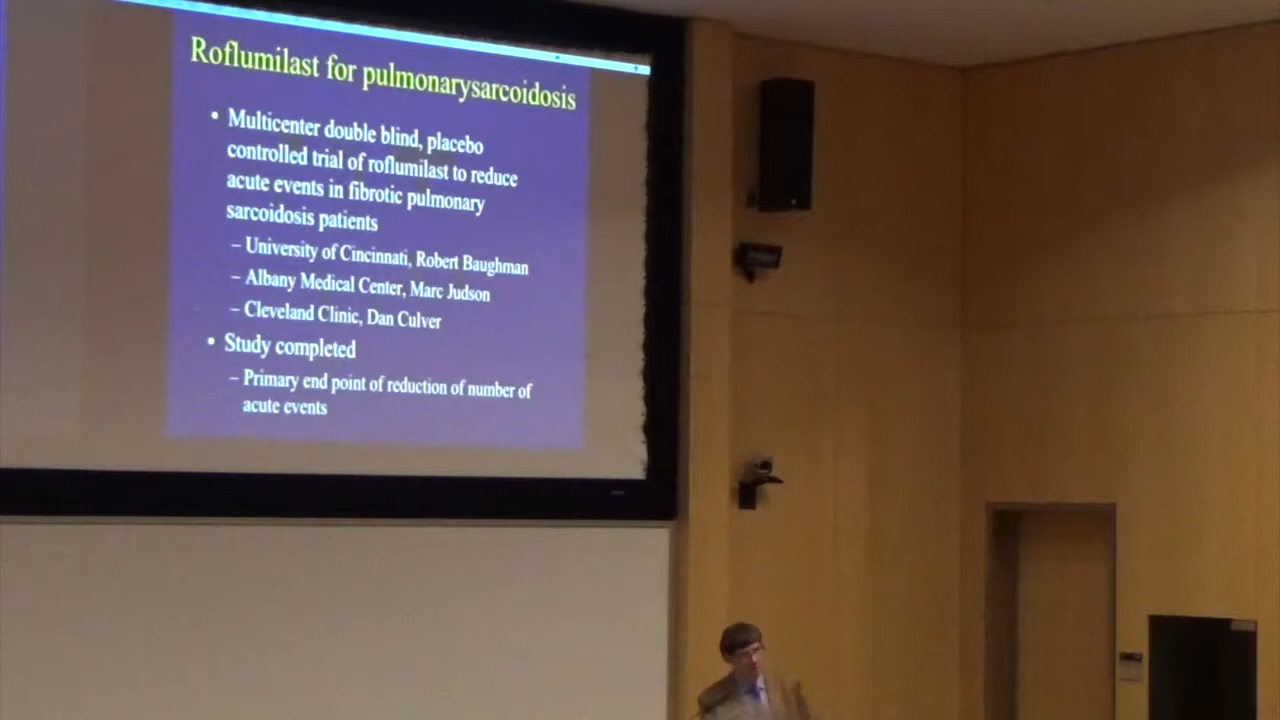 Roflumilast for pulmonarysarcoidosis
• Multicenter double blind, placebo
controlled trial of roflumilast to reduce
acute events in fibrotic pulmonary
sarcoidosis patients
– University of Cincinnati, Robert Baughman
– Albany Medical Center, Marc Judson
– Cleveland Clinic, Dan Culver
• Study completed
– Primary end point of reduction of number of
acute events